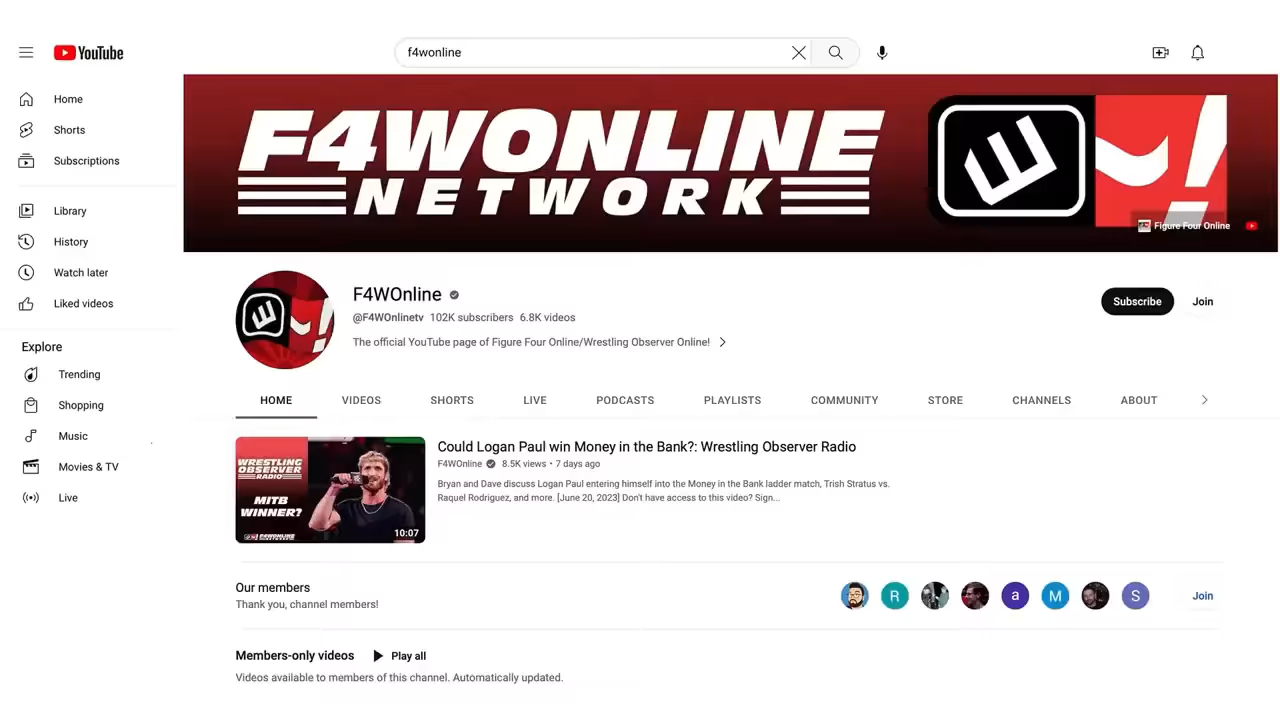 YouTube
f4wonline
Home
Shorts
Subscriptions
Library
History
Watch later
Liked videos
Explore
Trending
Shopping
Music
Movies & TV
Live
F4WONLINE
NETWORK
Figure Four Online
F4WOnline
@F4WOnlinetv 102K subscribers 6.8K videos
The official YouTube page of Figure Four Online/Wrestling Observer Online!
Subscribe
Join
HOME VIDEOS SHORTS LIVE PODCASTS PLAYLISTS COMMUNITY STORE CHANNELS ABOUT
WRESTLING
OBSERVER
RADIO
MITB
WINNER?
F4WONLINE
10:07
Could Logan Paul win Money in the Bank?: Wrestling Observer Radio
F4WOnline 8.5K views • 7 days ago
Bryan and Dave discuss Logan Paul entering himself into the Money in the Bank ladder match, Trish Stratus vs.
Raquel Rodriguez, and more. [June 20, 2023] Don't have access to this video? Sign...
Our members
Thank you, channel members!
R a M S
Join
Members-only videos Play all
Videos available to members of this channel. Automatically updated.